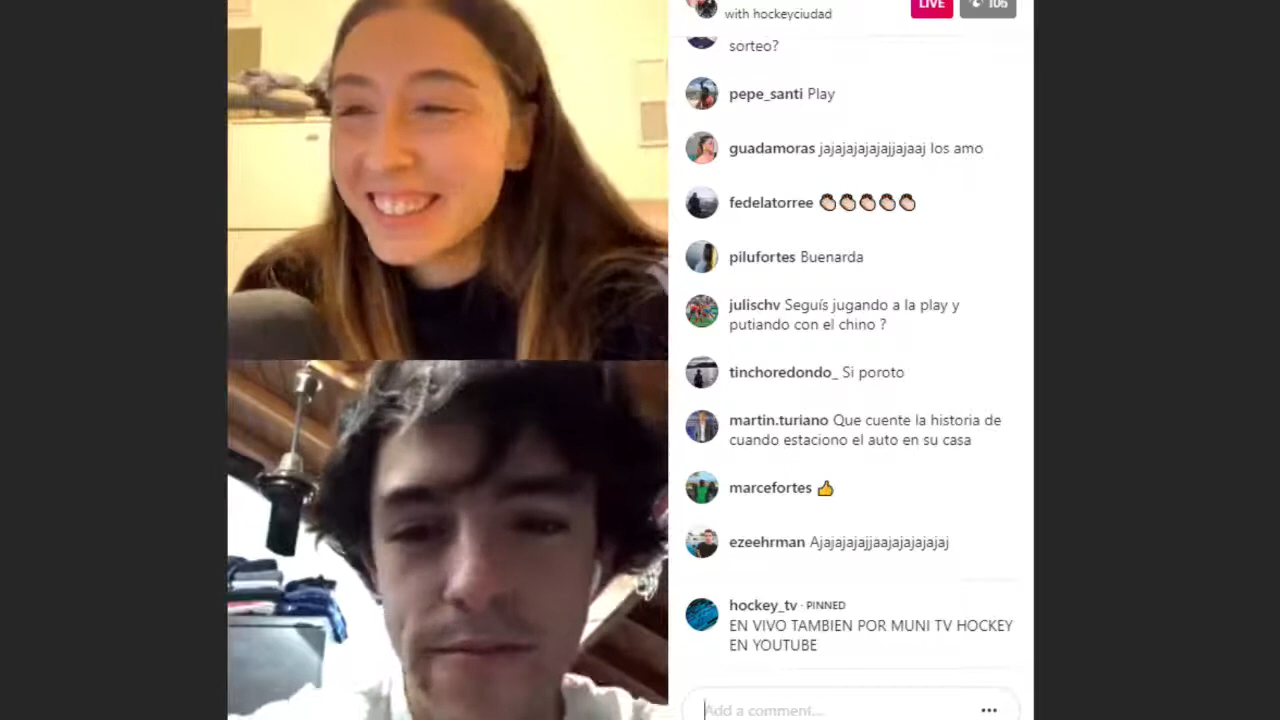 with hockeyciudad
LIVE
106
sorteo?
pepe_santi Play
guadamoras jajajajajajjajaaj los amo
fedelatorree 👏🏻👏🏻👏🏻👏🏻👏🏻
pilufortes Buenarda
julischv Seguís jugando a la play y
putiando con el chino ?
tinchoredondo_ Si poroto
martin.turiano Que cuente la historia de
cuando estaciono el auto en su casa
marcefortes 👍
ezeehrman Ajajajajajjaajajajajajaj
hockey_tv · PINNED
EN VIVO TAMBIEN POR MUNI TV HOCKEY
EN YOUTUBE
Add a comment...